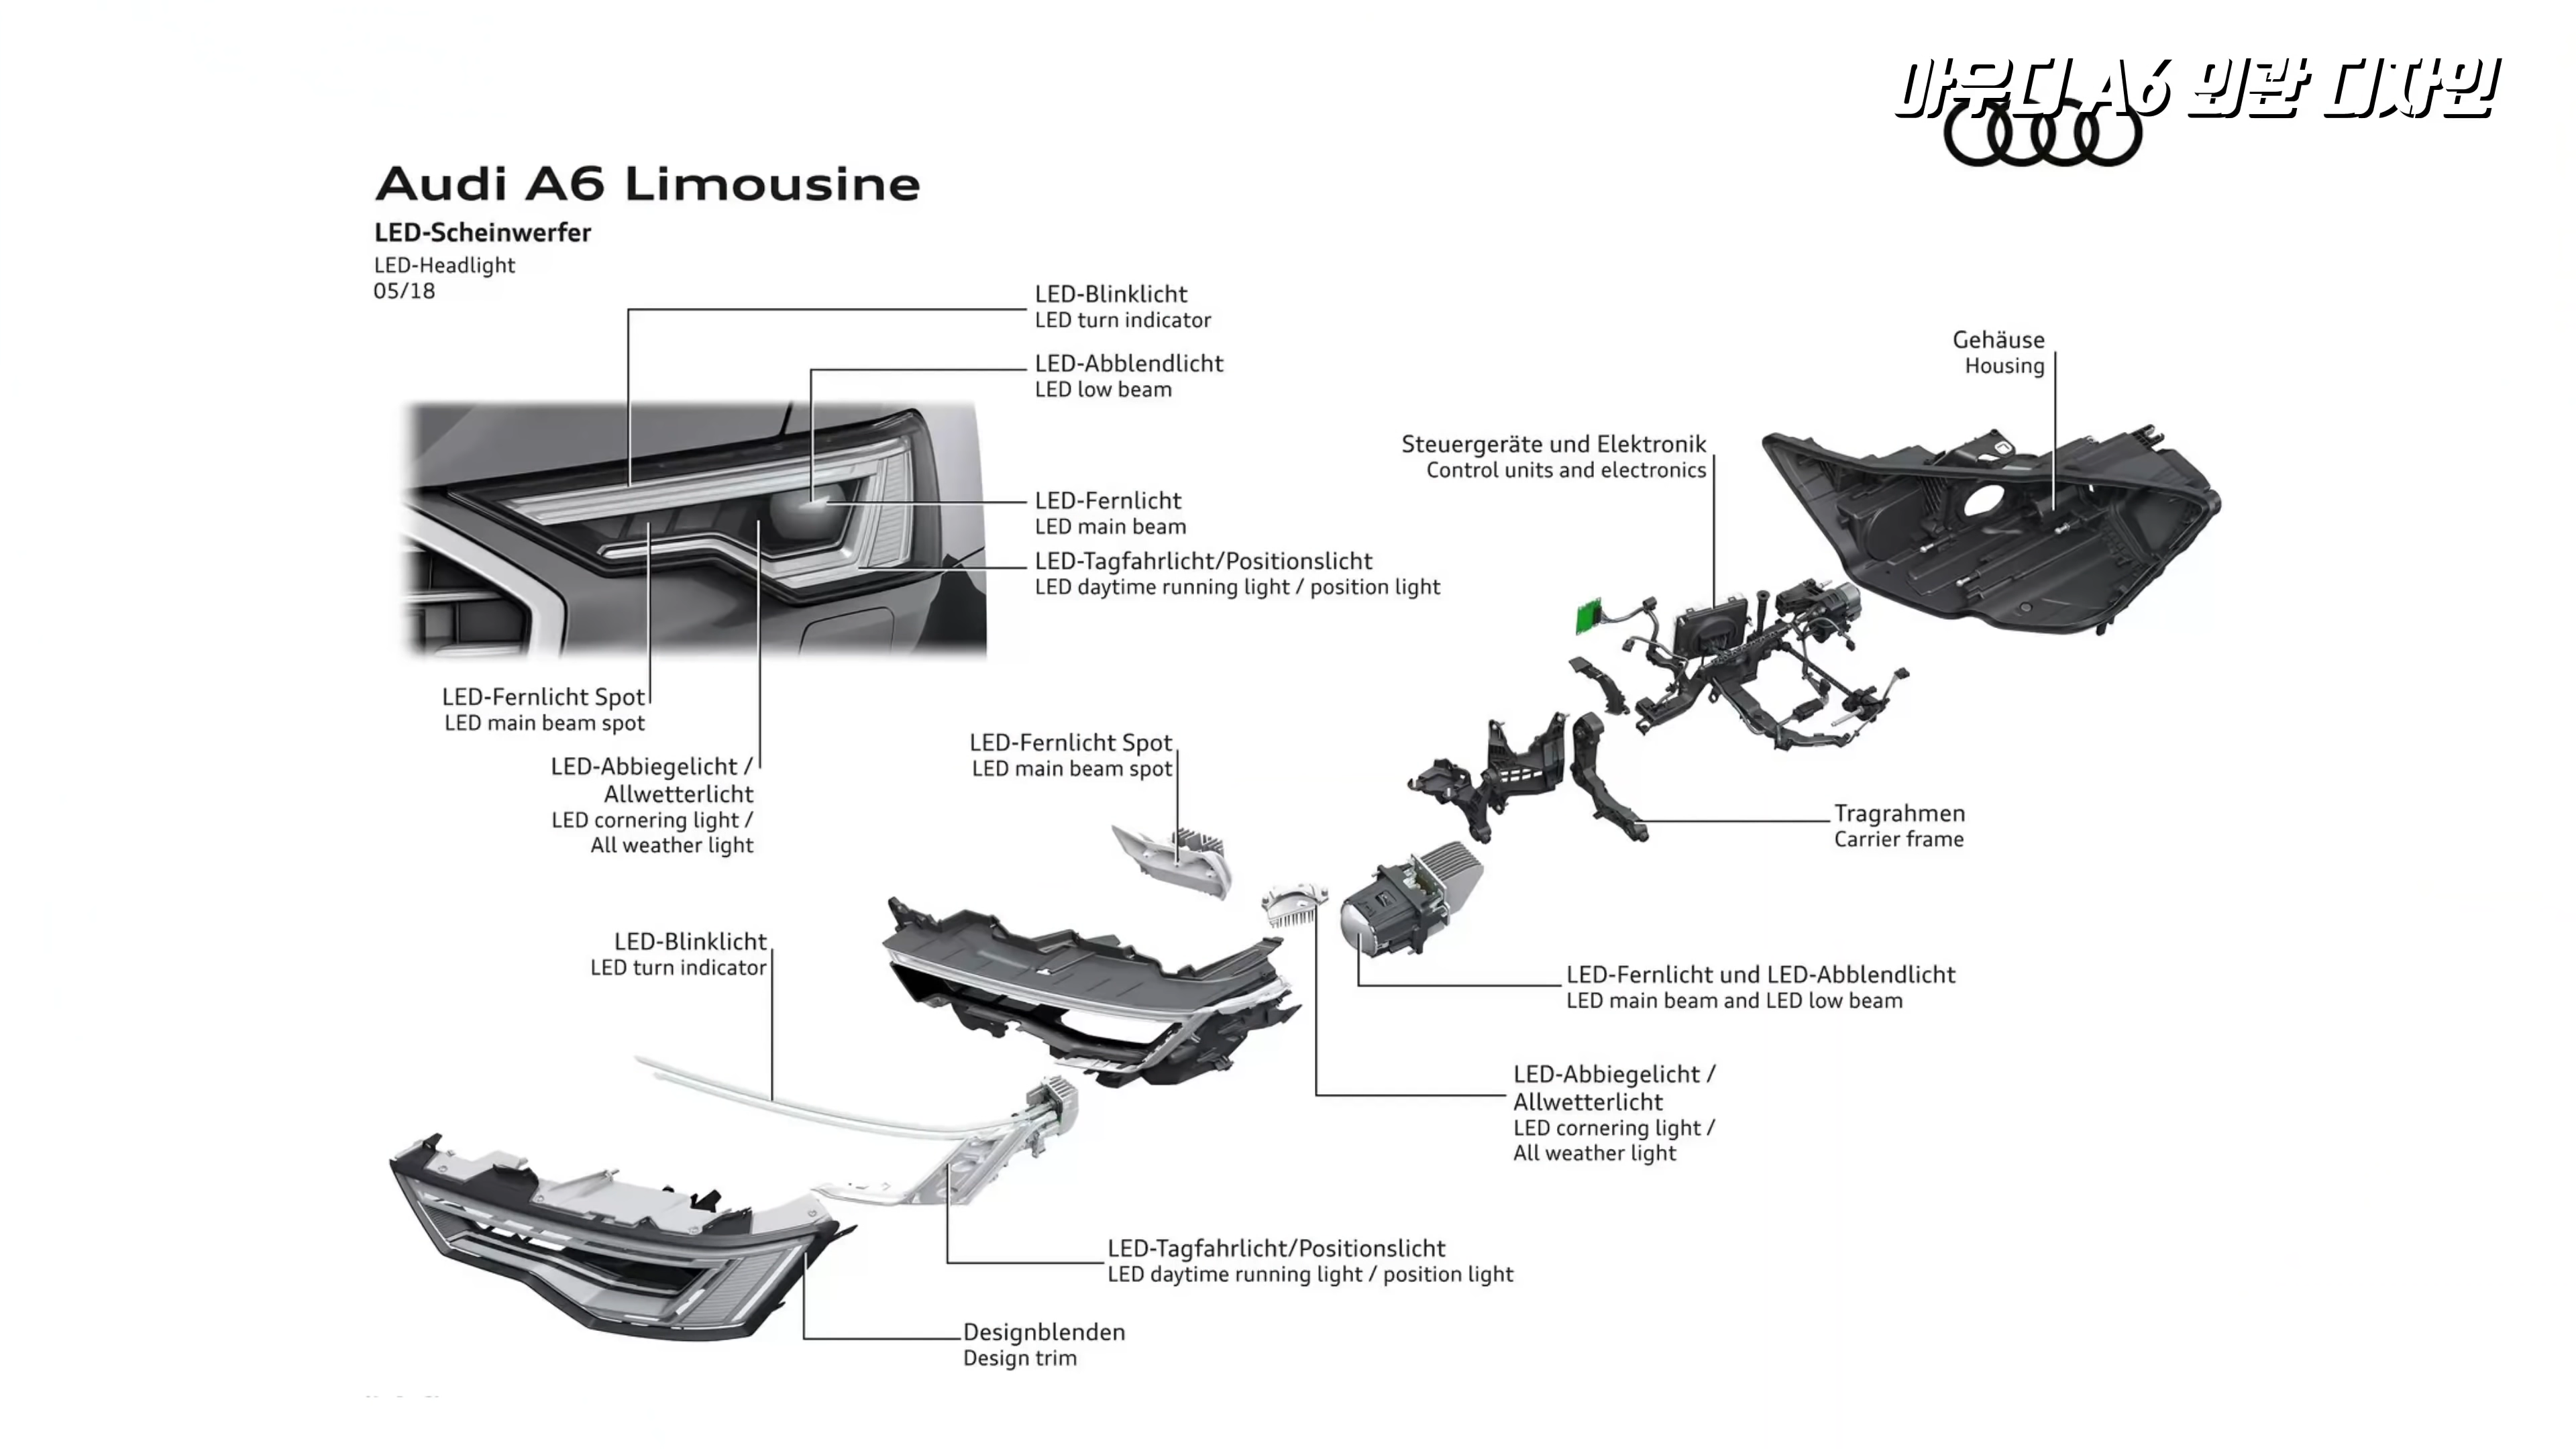 아우디 A6 외관 디자인
Audi A6 Limousine
LED-Scheinwerfer
LED-Headlight
05/18
LED-Blinklicht
LED turn indicator
LED-Abblendlicht
LED low beam
LED-Fernlicht
LED main beam
LED-Tagfahrlicht/Positionslicht
LED daytime running light / position light
LED-Fernlicht Spot
LED main beam spot
LED-Abbiegelicht /
Allwetterlicht
LED cornering light /
All weather light
Gehäuse
Housing
Steuergeräte und Elektronik
Control units and electronics
Tragrahmen
Carrier frame
LED-Fernlicht Spot
LED main beam spot
LED-Fernlicht und LED-Abblendlicht
LED main beam and LED low beam
LED-Abbiegelicht /
Allwetterlicht
LED cornering light /
All weather light
LED-Blinklicht
LED turn indicator
LED-Tagfahrlicht/Positionslicht
LED daytime running light / position light
Designblenden
Design trim